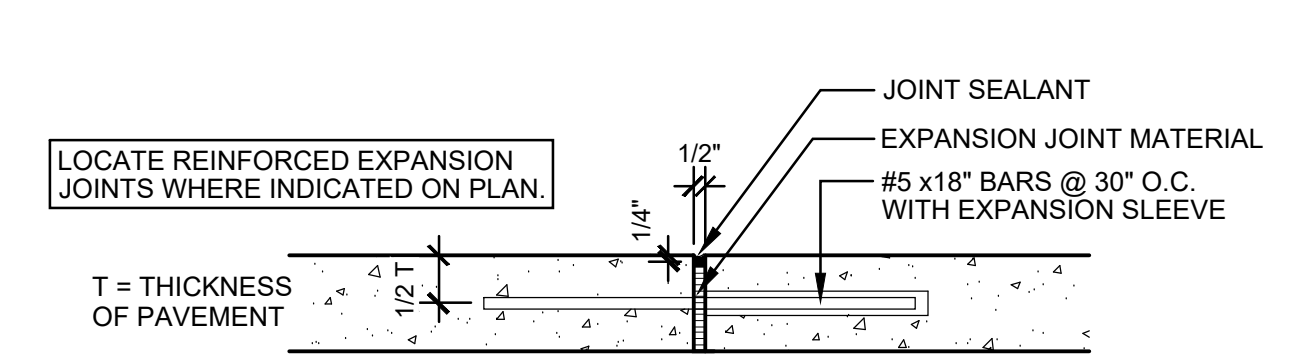 JOINT SEALANT
EXPANSION JOINT MATERIAL
#5 x18" BARS @ 30" O.C.
WITH EXPANSION SLEEVE
LOCATE REINFORCED EXPANSION
JOINTS WHERE INDICATED ON PLAN.
1/2"
1/4"
1/2 T
T = THICKNESS
OF PAVEMENT